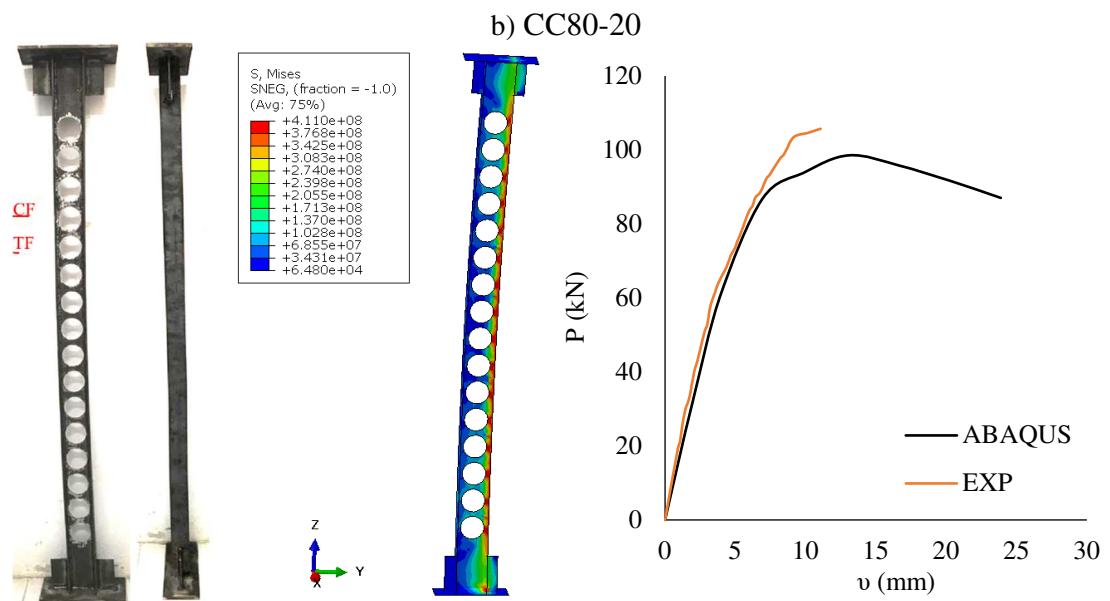 b) CC80-20
CF
TF
S, Mises
SNEG, (fraction = -1.0)
(Avg: 75%)
+4.110e+08
+3.768e+08
+3.425e+08
+3.083e+08
+2.740e+08
+2.398e+08
+2.055e+08
+1.713e+08
+1.370e+08
+1.028e+08
+6.855e+07
+3.431e+07
+6.480e+04
Z
Y
X
P (kN)
120
100
80
60
40
20
0
ABAQUS
EXP
0 5 10 15 20 25 30
υ (mm)